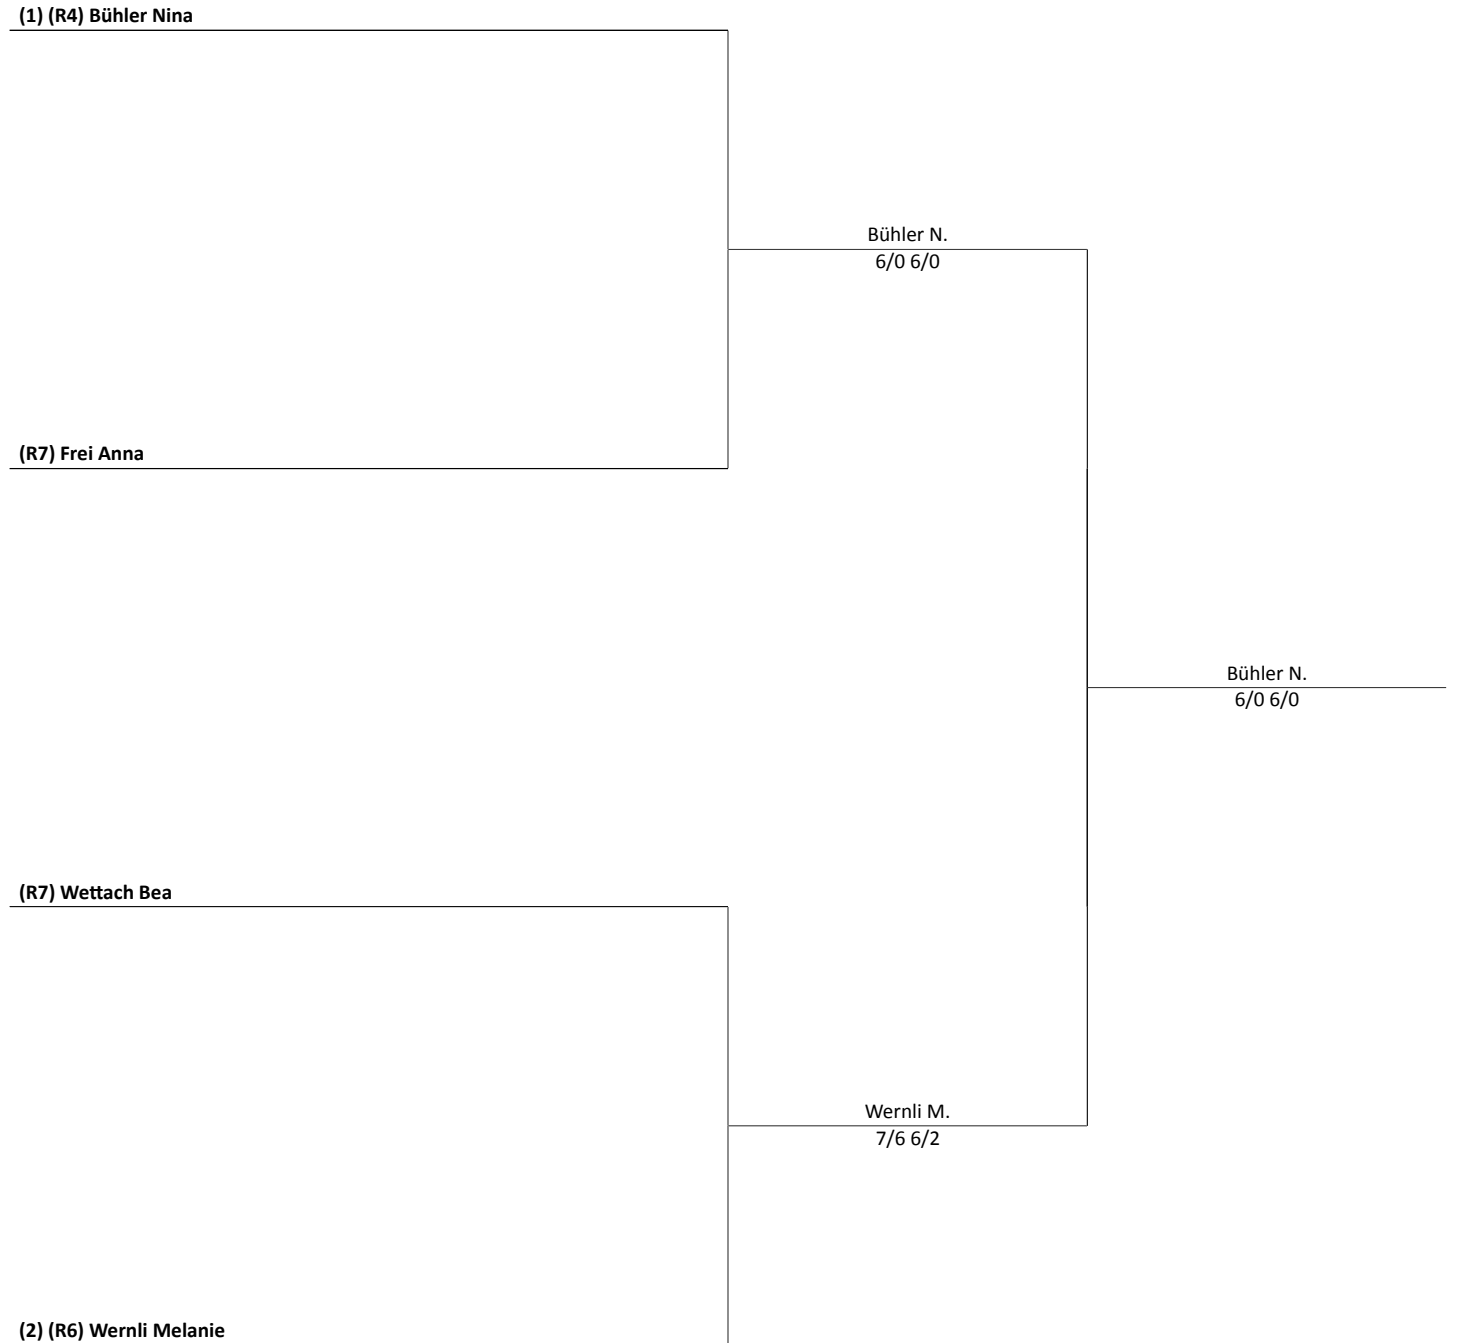 (1) (R4) Bühler Nina
Bühler N.
6/0 6/0
(R7) Frei Anna
Bühler N.
6/0 6/0
(R7) Wettach Bea
Wernli M.
7/6 6/2
(2) (R6) Wernli Melanie